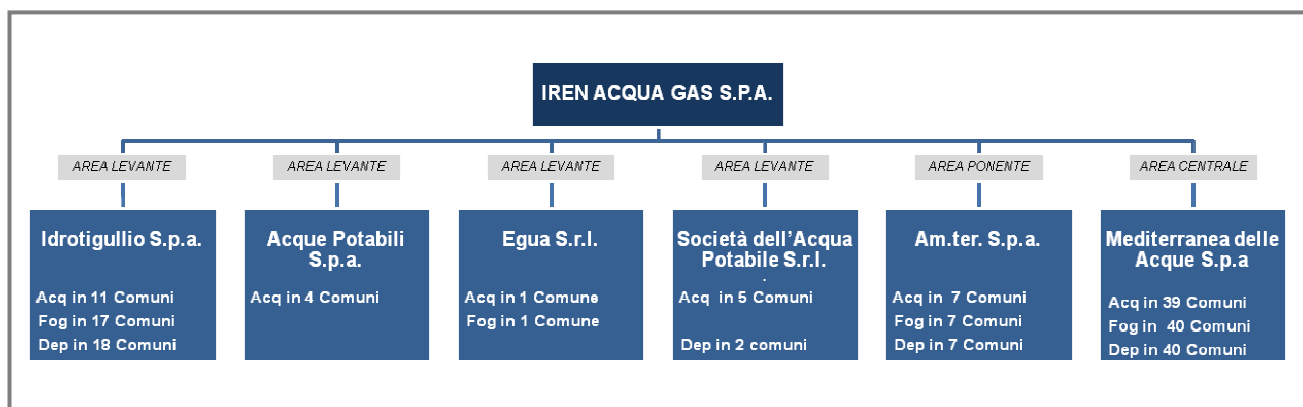 IREN ACQUA GAS S.P.A.
AREA LEVANTE
AREA LEVANTE
AREA LEVANTE
AREA LEVANTE
AREA PONENTE
AREA CENTRALE
Idrotigullio S.p.a.
Acq in 11 Comuni
Fog in 17 Comuni
Dep in 18 Comuni
Acque Potabili
S.p.a.
Acq in 4 Comuni
Egua S.r.l.
Acq in 1 Comune
Fog in 1 Comune
Società dell'Acqua
Potabile S.r.l.
Acq in 5 Comuni
Dep in 2 comuni
Am.ter. S.p.a.
Acq in 7 Comuni
Fog in 7 Comuni
Dep in 7 Comuni
Mediterranea delle
Acque S.p.a
Acq in 39 Comuni
Fog in 40 Comuni
Dep in 40 Comuni